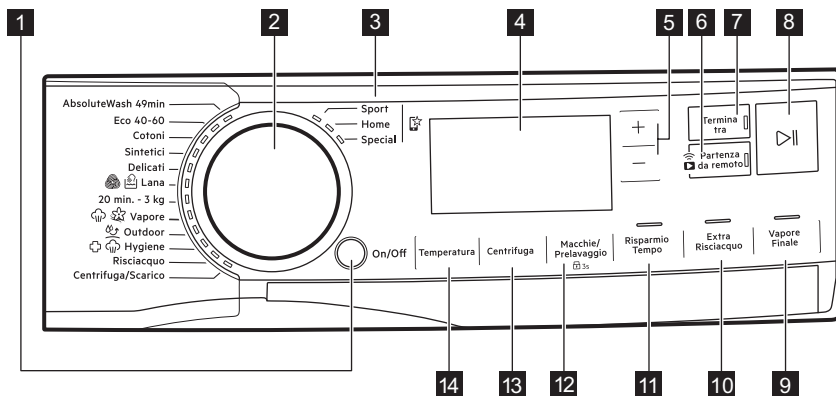 1
2
3
4
5
6
7
8
AbsoluteWash 49min
Eco 40-60
Cotoni
Sintetici
Delicati
Lana
20 min. - 3 kg
Vapore
Outdoor
Hygiene
Risciacquo
Centrifuga/Scarico
Sport
Home
Special
+
−
Termina
tra
Partenza
da remoto
On/Off
Temperatura
Centrifuga
Macchie/
Prelavaggio
3s
Risparmio
Tempo
Extra
Risciacquo
Vapore
Finale
14
13
12
11
10
9